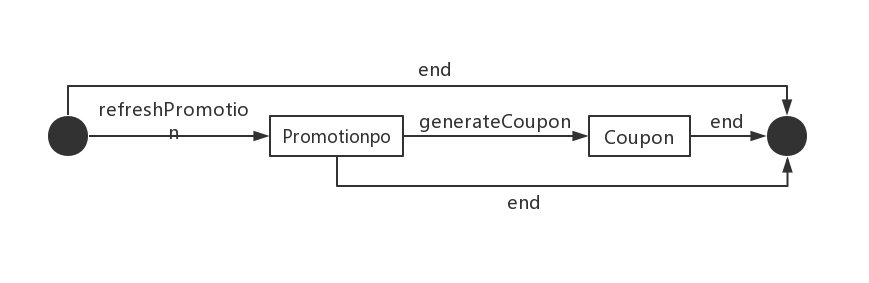 end
refreshPromotio
n
Promotionpo
generateCoupon
Coupon
end
end